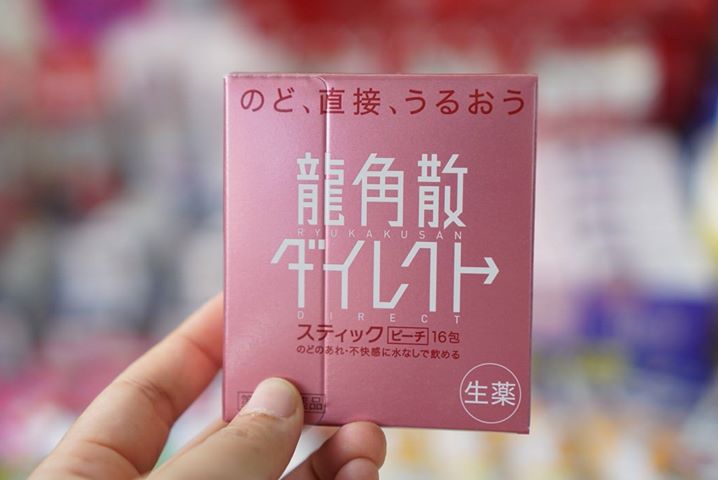 のど、直接、うるおう
龍角散
RYUKAKUSAN
ダイレクト
DIRECT
スティック ピーチ 16包
のどのあれ・不快感に水なしで飲める
生薬